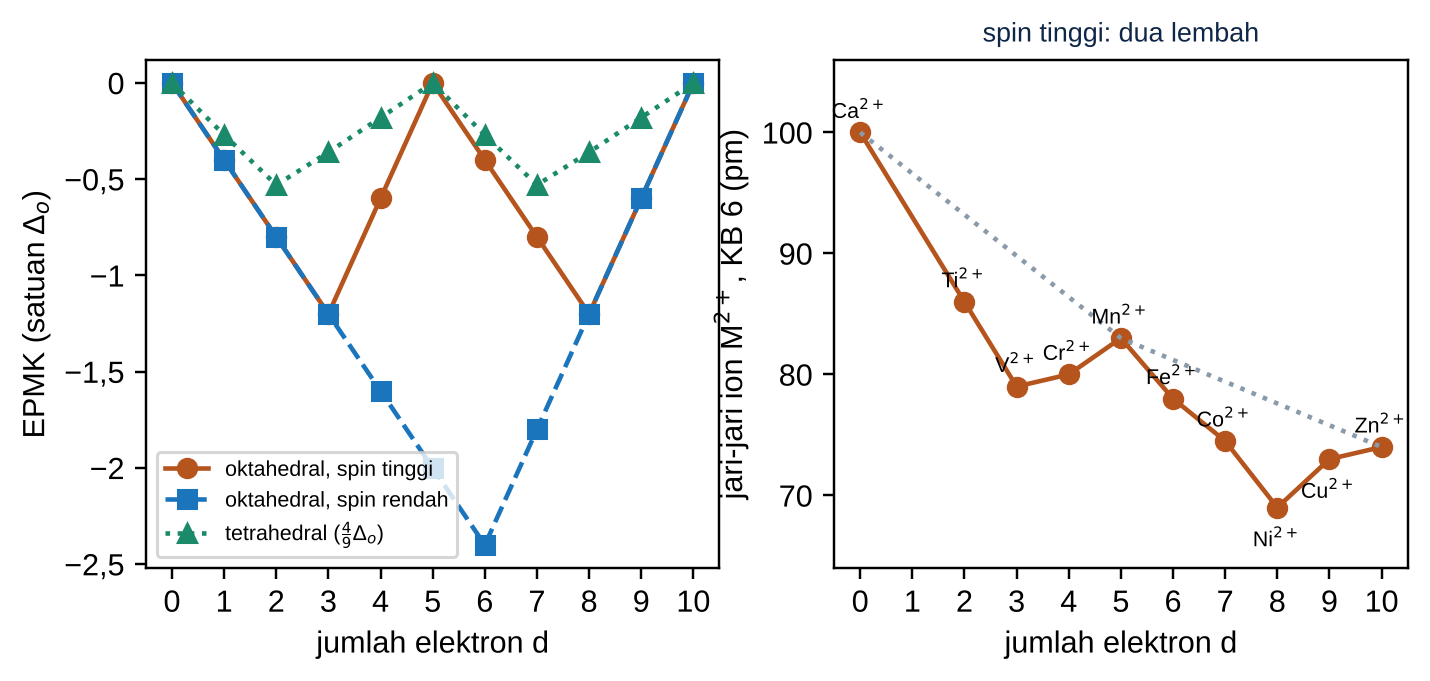 EPMK (satuan Δₒ)
0
−0,5
−1
−1,5
−2
−2,5
oktahedral, spin tinggi
oktahedral, spin rendah
tetrahedral (4/9Δₒ)
0 1 2 3 4 5 6 7 8 9 10
jumlah elektron d
spin tinggi: dua lembah
jari-jari ion M²⁺, KB 6 (pm)
100
90
80
70
Ca²⁺
Ti²⁺
V²⁺
Cr²⁺
Mn²⁺
Fe²⁺
Co²⁺
Ni²⁺
Cu²⁺
Zn²⁺
0 1 2 3 4 5 6 7 8 9 10
jumlah elektron d